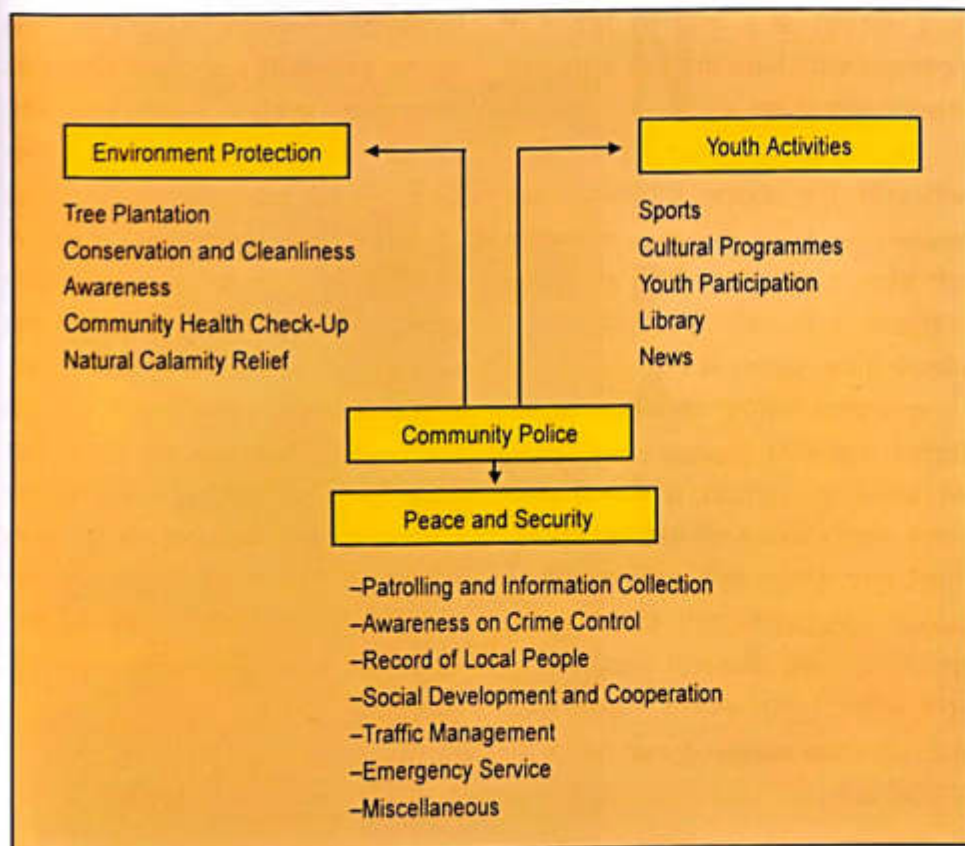 Environment Protection
Tree Plantation
Conservation and Cleanliness
Awareness
Community Health Check-Up
Natural Calamity Relief
Youth Activities
Sports
Cultural Programmes
Youth Participation
Library
News
Community Police
Peace and Security
–Patrolling and Information Collection
–Awareness on Crime Control
–Record of Local People
–Social Development and Cooperation
–Traffic Management
–Emergency Service
–Miscellaneous